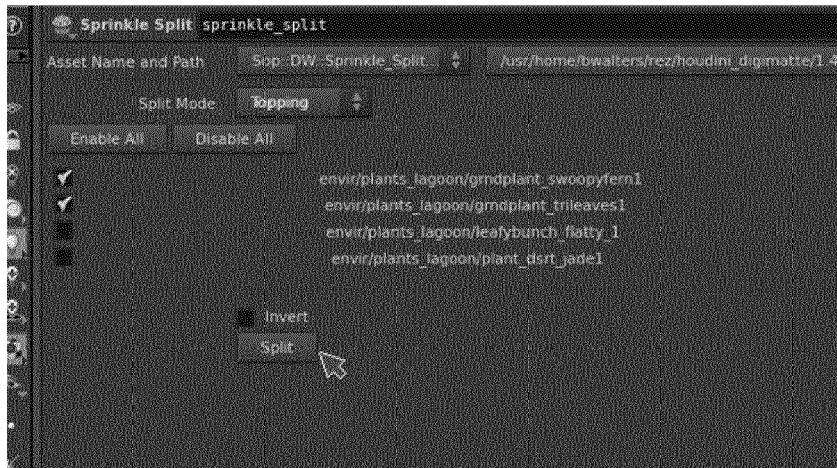 Sprinkle Split sprinkle_split
Asset Name and Path Sop::DW::Sprinkle_Split... /usr/home/bwalters/rez/houdini_digimatte/1.4
Split Mode Topping
Enable All Disable All
envir/plants_lagoon/grndplant_swoopyfern1
envir/plants_lagoon/grndplant_trileaves1
envir/plants_lagoon/leafybunch_flatty_1
envir/plants_lagoon/plant_dsrt_jade1
Invert
Split